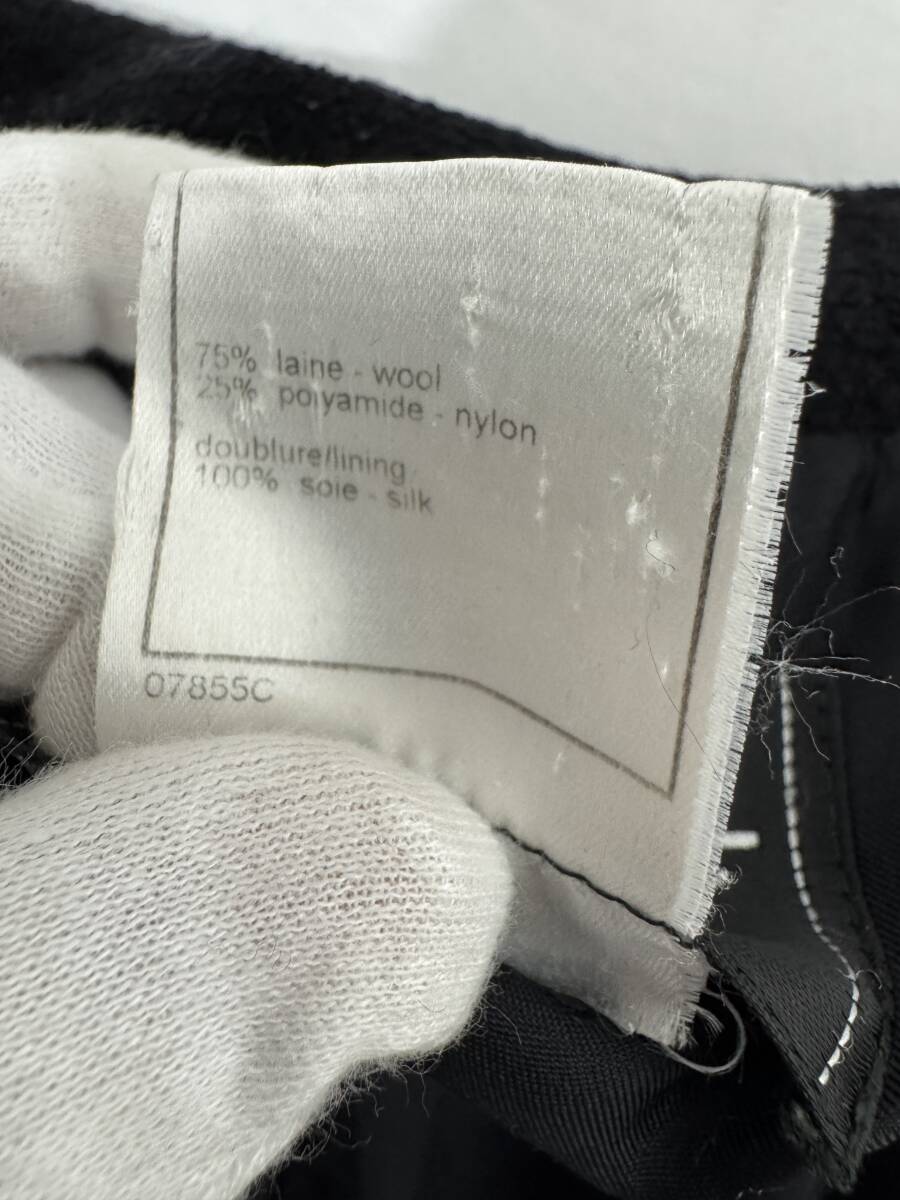 75% laine - wool
25% polyamide - nylon
doublure/lining
100% soie - silk
07855C